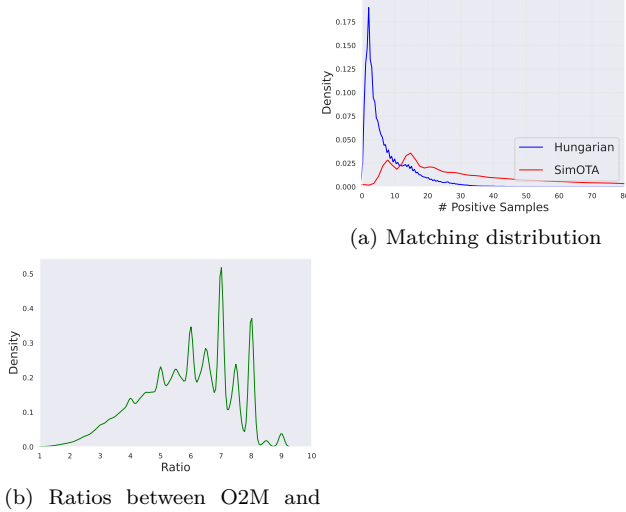 0.175
0.150
0.125
0.100
0.075
0.050
0.025
0.000
Density
Hungarian
SimOTA
0 10 20 30 40 50 60 70 80
# Positive Samples
(a) Matching distribution
0.5
0.4
0.3
0.2
0.1
0.0
Density
1 2 3 4 5 6 7 8 9 10
Ratio
(b) Ratios between O2M and